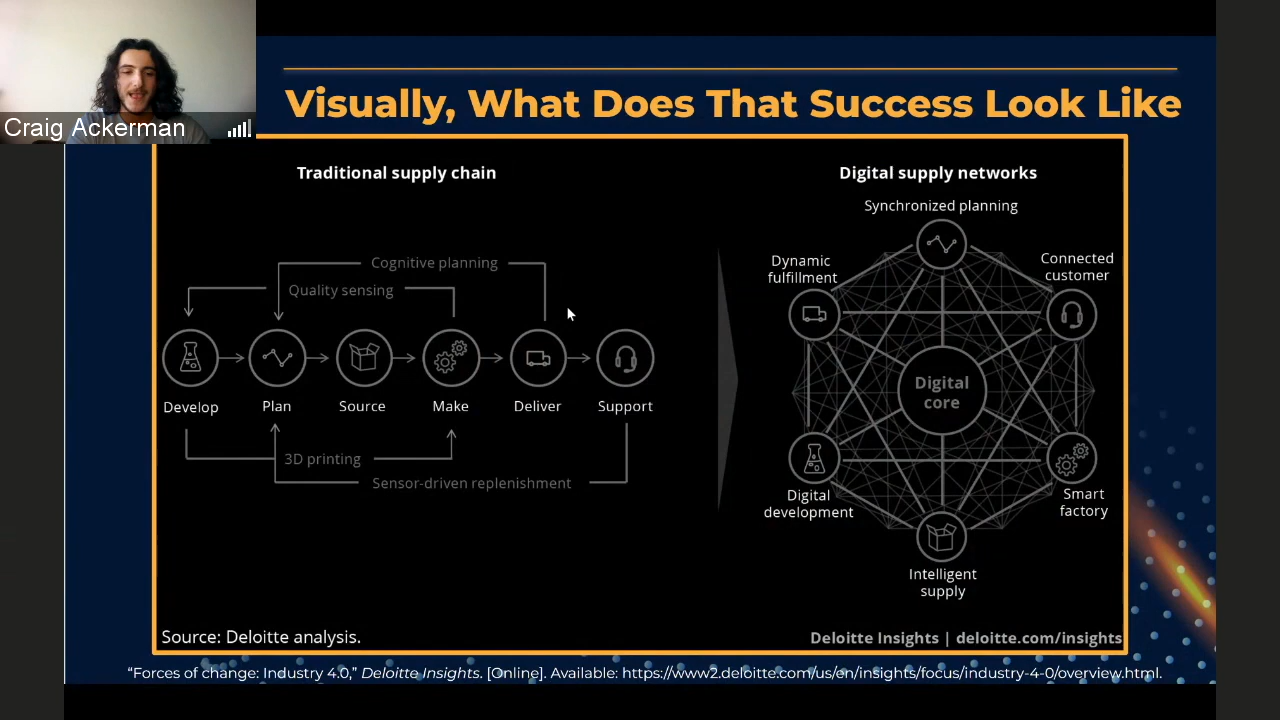 Craig Ackerman
Visually, What Does That Success Look Like
Traditional supply chain
Cognitive planning
Quality sensing
Develop
Plan
Source
Make
Deliver
Support
3D printing
Sensor-driven replenishment
Digital supply networks
Synchronized planning
Dynamic
fulfillment
Connected
customer
Digital
core
Digital
development
Smart
factory
Intelligent
supply
Source: Deloitte analysis.
Deloitte Insights | deloitte.com/insights
“Forces of change: Industry 4.0,” Deloitte Insights. [Online]. Available: https://www2.deloitte.com/us/en/insights/focus/industry-4-0/overview.html.